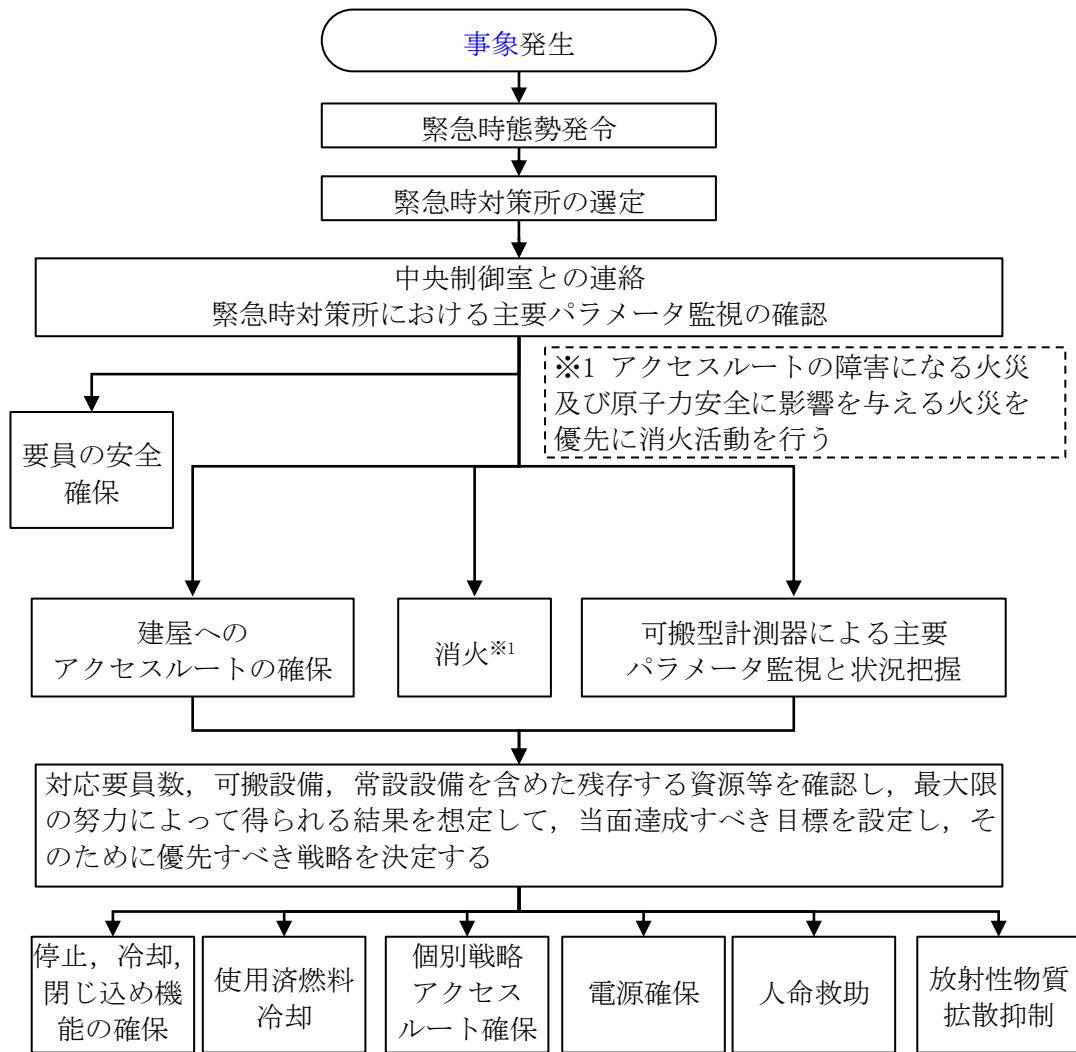 事象発生
緊急時態勢発令
緊急時対策所の選定
中央制御室との連絡
緊急時対策所における主要パラメータ監視の確認
※1 アクセスルートの障害になる火災
及び原子力安全に影響を与える火災を
優先に消火活動を行う
要員の安全
確保
建屋への
アクセスルートの確保
消火※1
可搬型計測器による主要
パラメータ監視と状況把握
対応要員数，可搬設備，常設設備を含めた残存する資源等を確認し，最大限
の努力によって得られる結果を想定して，当面達成すべき目標を設定し，そ
のために優先すべき戦略を決定する
停止，冷却，
閉じ込め機
能の確保
使用済燃料
冷却
個別戦略
アクセス
ルート確保
電源確保
人命救助
放射性物質
拡散抑制